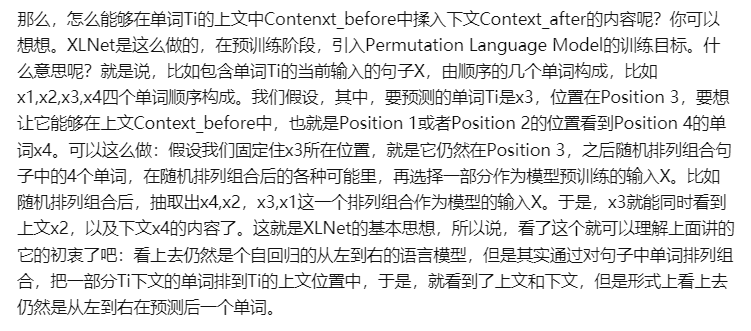 那么，怎么能够在单词Ti的上文中Contenxt_before中揉入下文Context_after的内容呢？你可以
想想。XLNet是这么做的，在预训练阶段，引入Permutation Language Model的训练目标。什
么意思呢？就是说，比如包含单词Ti的当前输入的句子X，由顺序的几个单词构成，比如
x1,x2,x3,x4四个单词顺序构成。我们假设，其中，要预测的单词Ti是x3，位置在Position 3，要想
让它能够在上文Context_before中，也就是Position 1或者Position 2的位置看到Position 4的单
词x4。可以这么做：假设我们固定住x3所在位置，就是它仍然在Position 3，之后随机排列组合句
子中的4个单词，在随机排列组合后的各种可能里，再选择一部分作为模型预训练的输入X。比如
随机排列组合后，抽取出x4,x2，x3,x1这一个排列组合作为模型的输入X。于是，x3就能同时看到
上文x2，以及下文x4的内容了。这就是XLNet的基本思想，所以说，看了这个就可以理解上面讲的
它的初衷了吧：看上去仍然是个自回归的从左到右的语言模型，但是其实通过对句子中单词排列组
合，把一部分Ti下文的单词排到Ti的上文位置中，于是，就看到了上文和下文，但是形式上看上去
仍然是从左到右在预测后一个单词。